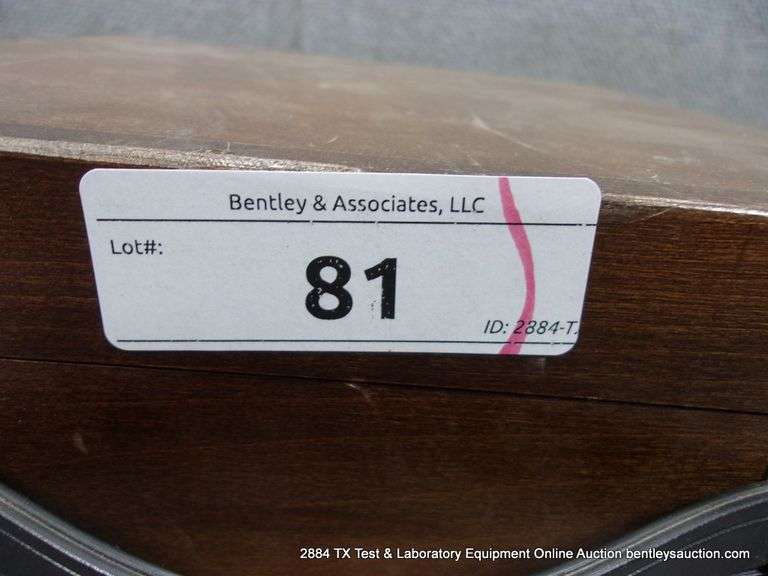 Bentley & Associates, LLC
Lot#:
81
ID: 2884-T
2884 TX Test & Laboratory Equipment Online Auction bentleysauction.com